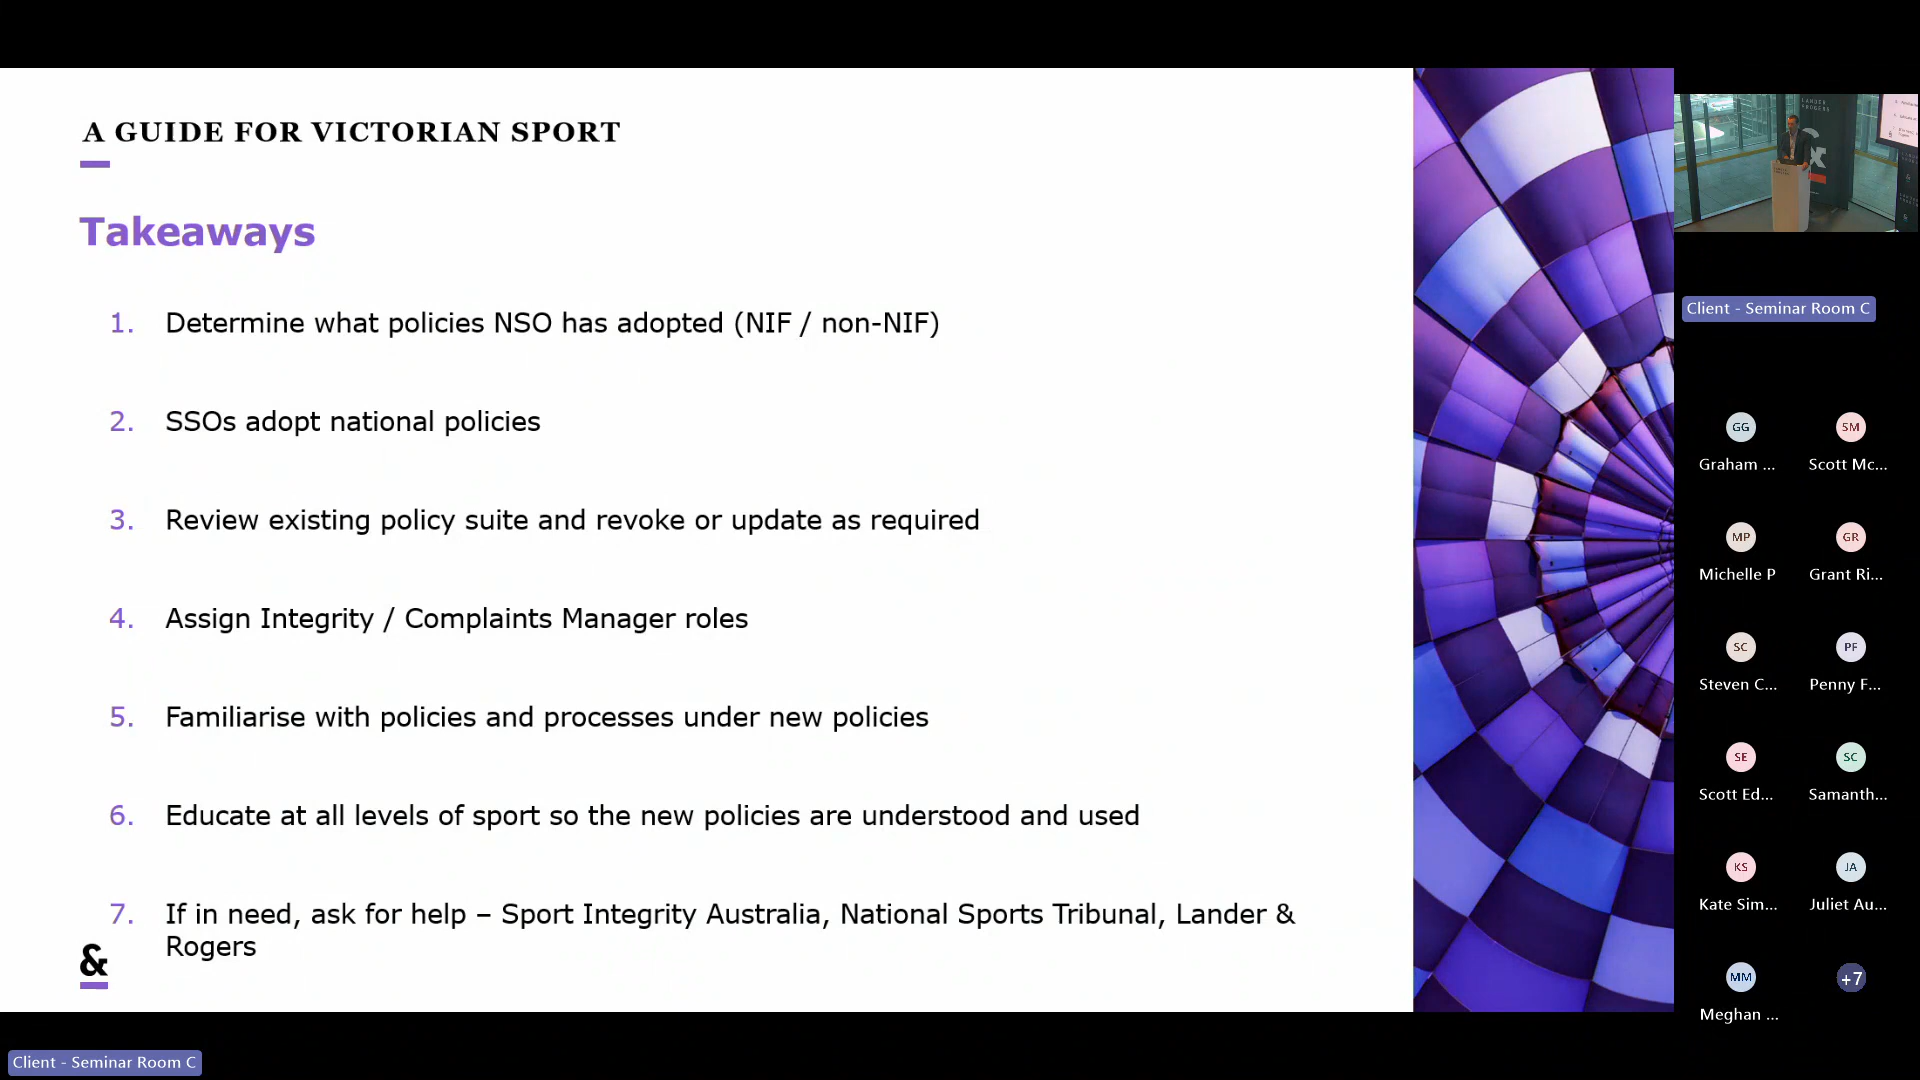 A GUIDE FOR VICTORIAN SPORT
Takeaways
1. Determine what policies NSO has adopted (NIF / non-NIF)
2. SSOs adopt national policies
3. Review existing policy suite and revoke or update as required
4. Assign Integrity / Complaints Manager roles
5. Familiarise with policies and processes under new policies
6. Educate at all levels of sport so the new policies are understood and used
7. If in need, ask for help – Sport Integrity Australia, National Sports Tribunal, Lander &
Rogers
&
Client - Seminar Room C
LANDER
&
Client - Seminar Room C
GG
SM
Graham ...
Scott Mc...
MP
GR
Michelle P
Grant Ri...
SC
PF
Steven C...
Penny F...
SE
SC
Scott Ed...
Samanth...
KS
JA
Kate Sim...
Juliet Au...
MM
+7
Meghan ...